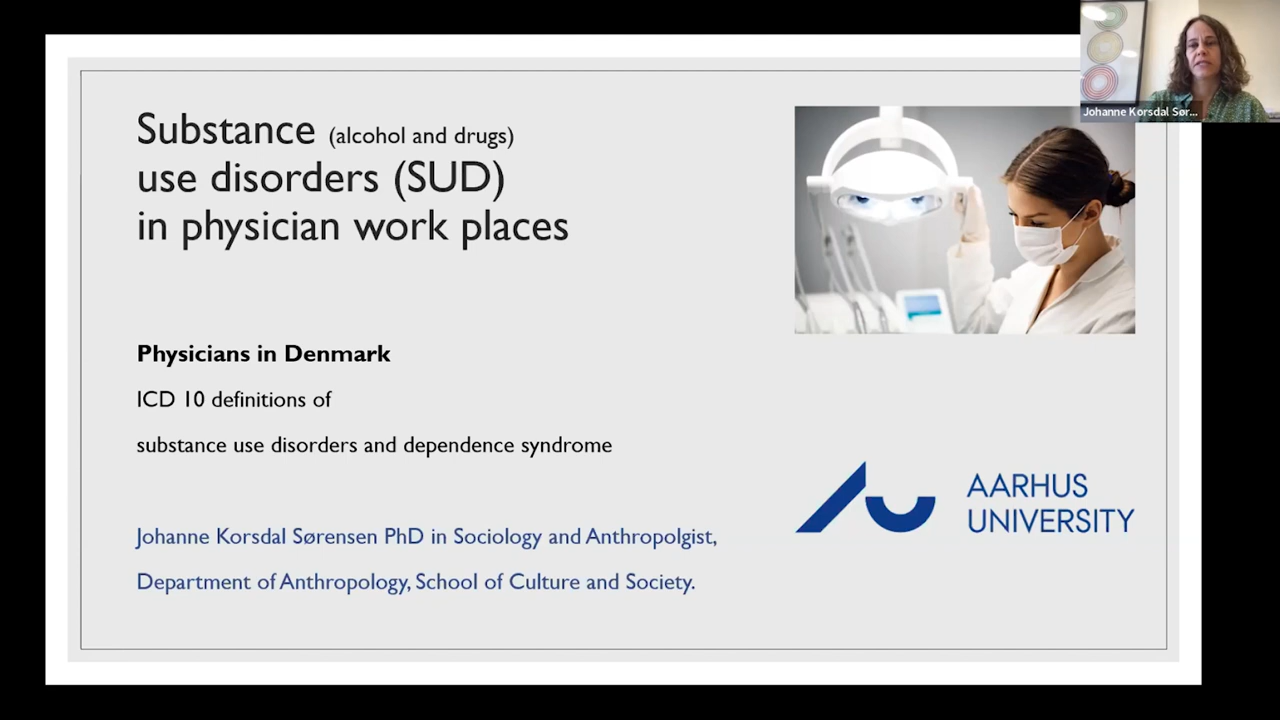 Substance (alcohol and drugs)
use disorders (SUD)
in physician work places
Physicians in Denmark
ICD 10 definitions of
substance use disorders and dependence syndrome
Johanne Korsdal Sørensen PhD in Sociology and Anthropolgist,
Department of Anthropology, School of Culture and Society.
Johanne Korsdal Sør...
AARHUS
UNIVERSITY